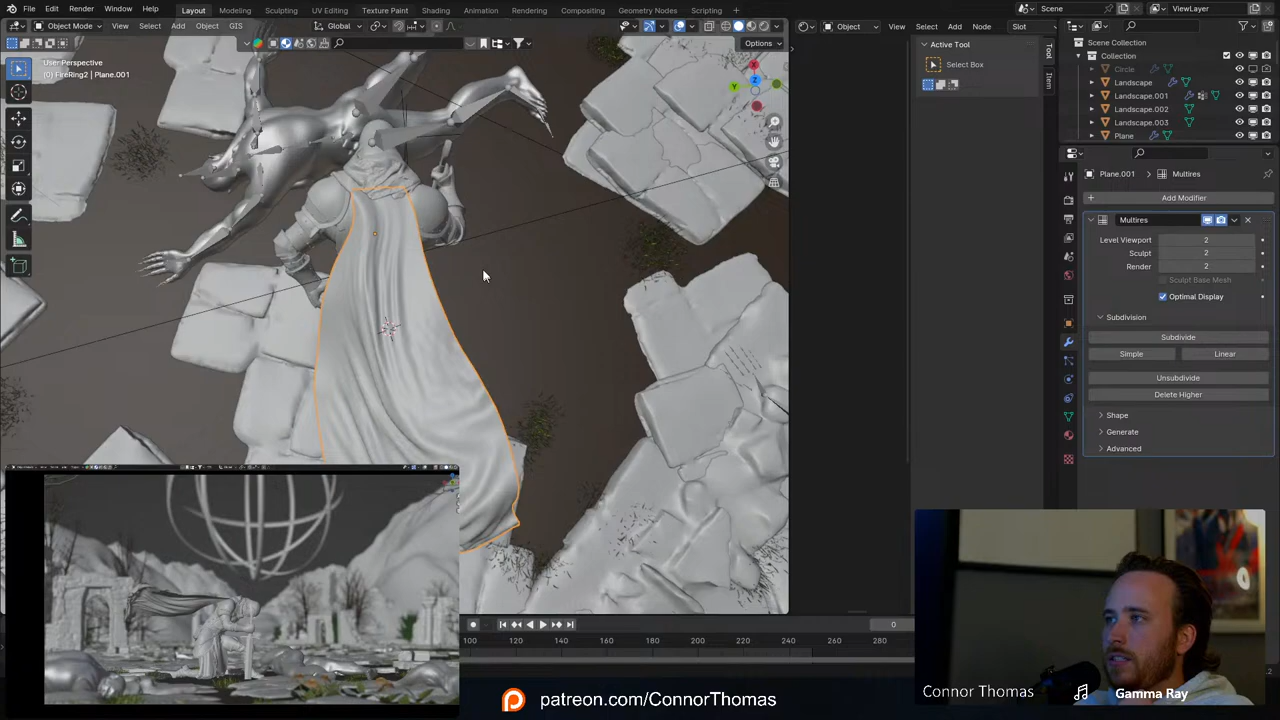 File Edit Render Window Help Layout Modeling Sculpting UV Editing Texture Paint Shading Animation Rendering Compositing Geometry Nodes Scripting Scene ViewLayer
Object Mode View Select Add Object GIS Global Object View Select Add Node Slot
Options
User Perspective
(0) FireRing2 | Plane.001
X
Y
Z
Active Tool
Select Box
Tool
Item
Scene Collection
Collection
Circle
Landscape
Landscape.001
Landscape.002
Landscape.003
Plane
Plane.001 Multires
Add Modifier
Multires
Level Viewport 2
Sculpt 2
Render 2
Sculpt Base Mesh
Optimal Display
Subdivision
Subdivide
Simple Linear
Unsubdivide
Delete Higher
Shape
Generate
Advanced
0
100 120 140 160 180 200 220 240 260 280
Connor Thomas Gamma Ray
patreon.com/ConnorThomas